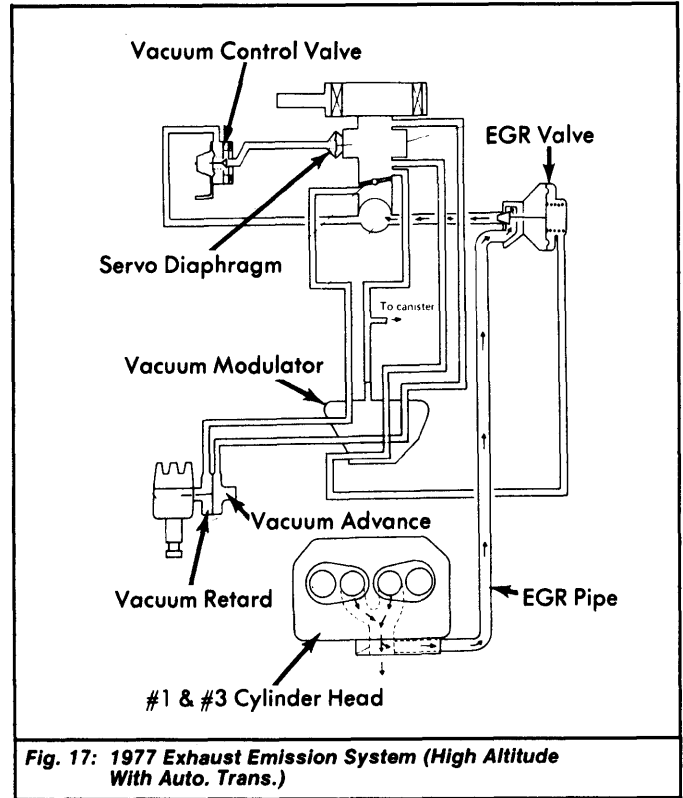 Vacuum Control Valve
EGR Valve
Servo Diaphragm
To canister
Vacuum Modulator
Vacuum Advance
Vacuum Retard
EGR Pipe
#1 & #3 Cylinder Head
Fig. 17: 1977 Exhaust Emission System (High Altitude
With Auto. Trans.)